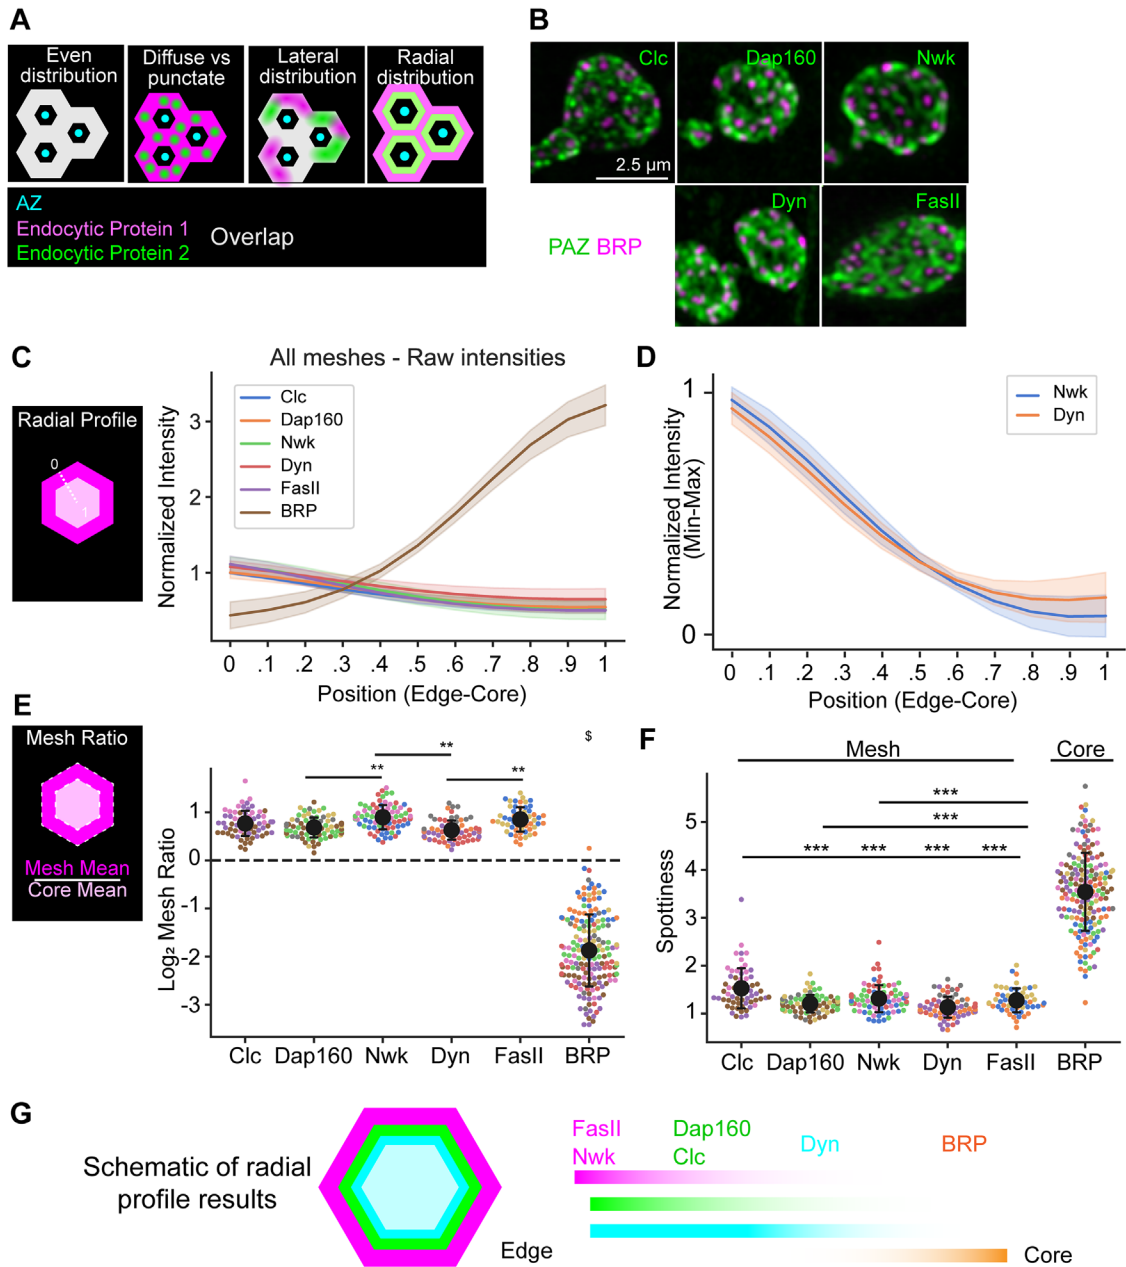 A
Even distribution
Diffuse vs punctate
Lateral distribution
Radial distribution
AZ
Endocytic Protein 1
Endocytic Protein 2
Overlap
B
Clc
Dap160
Nwk
2.5 µm
Dyn
FasII
PAZ BRP
C
All meshes - Raw intensities
Radial Profile
0
1
Normalized Intensity
3
2
1
Clc
Dap160
Nwk
Dyn
FasII
BRP
0 .1 .2 .3 .4 .5 .6 .7 .8 .9 1
Position (Edge-Core)
D
Normalized Intensity
(Min-Max)
1
0
Nwk
Dyn
0 .1 .2 .3 .4 .5 .6 .7 .8 .9 1
Position (Edge-Core)
E
Mesh Ratio
Mesh Mean
Core Mean
Log₂ Mesh Ratio
1
0
-1
-2
-3
**
**
**
$
Clc Dap160 Nwk Dyn FasII BRP
F
Mesh
Core
Spottiness
5
4
3
2
1
***
***
*** *** *** ***
Clc Dap160 Nwk Dyn FasII BRP
G
Schematic of radial
profile results
Edge
FasII
Nwk
Dap160
Clc
Dyn
BRP
Core